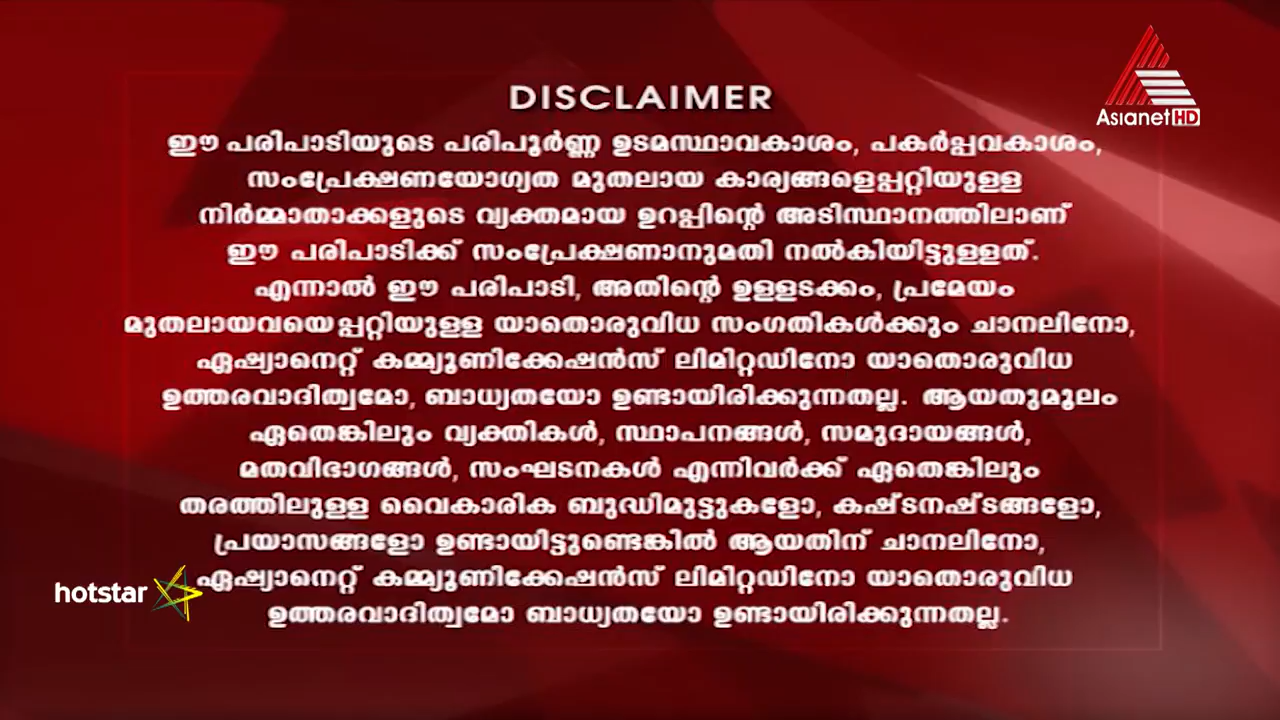 DISCLAIMER
Asianet HD
ഈ പരിപാടിയുടെ പരിപൂർണ്ണ ഉടമസ്ഥാവകാശം, പകർപ്പവകാശം,
സംപ്രേക്ഷണയോഗ്യത മുതലായ കാര്യങ്ങളെപ്പറ്റിയുള്ള
നിർമ്മാതാക്കളുടെ വ്യക്തമായ ഉറപ്പിന്റെ അടിസ്ഥാനത്തിലാണ്
ഈ പരിപാടിക്ക് സംപ്രേക്ഷണാനുമതി നൽകിയിട്ടുള്ളത്.
എന്നാൽ ഈ പരിപാടി, അതിന്റെ ഉള്ളടക്കം, പ്രമേയം
മുതലായവയെപ്പറ്റിയുള്ള യാതൊരുവിധ സംഗതികൾക്കും ചാനലിനോ,
ഏഷ്യാനെറ്റ് കമ്മ്യൂണിക്കേഷൻസ് ലിമിറ്റഡിനോ യാതൊരുവിധ
ഉത്തരവാദിത്വമോ, ബാധ്യതയോ ഉണ്ടായിരിക്കുന്നതല്ല. ആയതുമൂലം
ഏതെങ്കിലും വ്യക്തികൾ, സ്ഥാപനങ്ങൾ, സമുദായങ്ങൾ,
മതവിഭാഗങ്ങൾ, സംഘടനകൾ എന്നിവർക്ക് ഏതെങ്കിലും
തരത്തിലുള്ള വൈകാരിക ബുദ്ധിമുട്ടുകളോ, കഷ്ടനഷ്ടങ്ങളോ,
പ്രയാസങ്ങളോ ഉണ്ടായിട്ടുണ്ടെങ്കിൽ ആയതിന് ചാനലിനോ,
hotstar
ഏഷ്യാനെറ്റ് കമ്മ്യൂണിക്കേഷൻസ് ലിമിറ്റഡിനോ യാതൊരുവിധ
ഉത്തരവാദിത്വമോ ബാധ്യതയോ ഉണ്ടായിരിക്കുന്നതല്ല.